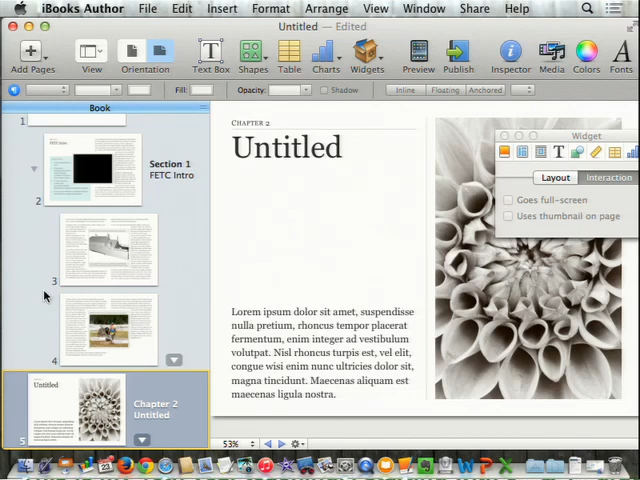 iBooks Author File Edit Insert Format Arrange View Window Share Help
Untitled — Edited
Add Pages View Orientation Text Box Shapes Table Charts Widgets Preview Publish Inspector Media Colors Fonts
Fill: Opacity: Shadow Inline Floating Anchored
Book
1
Section 1
FETC Intro
2
3
4
Untitled
Chapter 2
Untitled
5
CHAPTER 2
Untitled
Lorem ipsum dolor sit amet, suspendisse
nulla pretium, rhoncus tempor placerat
fermentum, enim integer ad vestibulum
volutpat. Nisl rhoncus turpis est, vel elit,
congue wisi enim nunc ultricies dolor sit,
magna tincidunt. Maecenas aliquam est
maecenas ligula nostra.
Widget
Layout Interaction
Goes full-screen
Uses thumbnail on page
53%